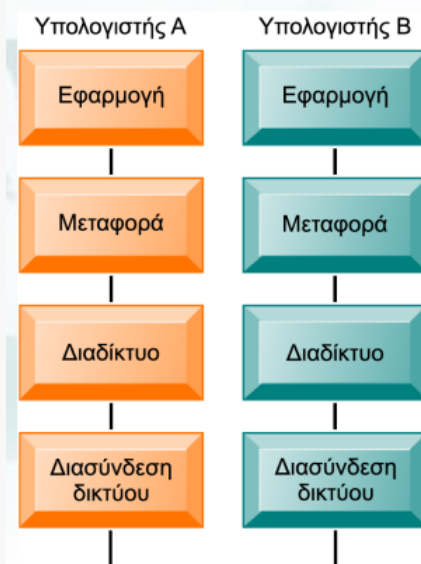 Υπολογιστής Α
Υπολογιστής Β
Εφαρμογή
Εφαρμογή
Μεταφορά
Μεταφορά
Διαδίκτυο
Διαδίκτυο
Διασύνδεση
δικτύου
Διασύνδεση
δικτύου